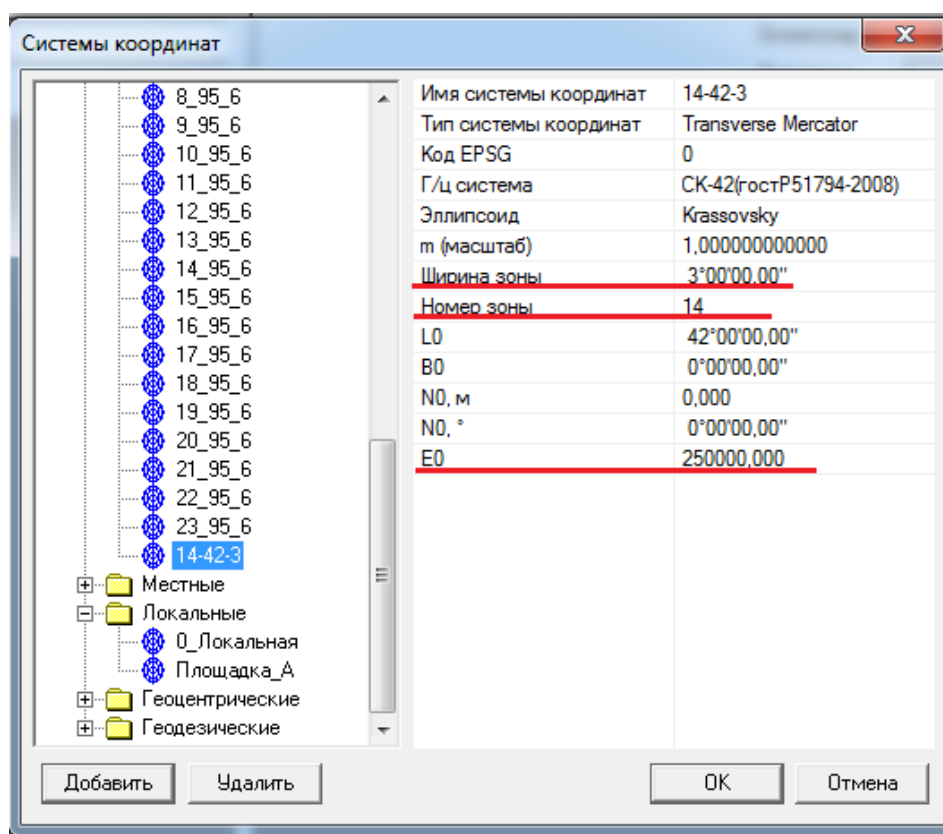 Системы координат
8_95_6
9_95_6
10_95_6
11_95_6
12_95_6
13_95_6
14_95_6
15_95_6
16_95_6
17_95_6
18_95_6
19_95_6
20_95_6
21_95_6
22_95_6
23_95_6
14-42-3
Местные
Локальные
0_Локальная
Площадка_А
Геоцентрические
Геодезические
Имя системы координат 14-42-3
Тип системы координат Transverse Mercator
Код EPSG 0
Г/ц система СК-42(гостР51794-2008)
Эллипсоид Krassovsky
m (масштаб) 1,000000000000
Ширина зоны 3°00'00,00"
Номер зоны 14
L0 42°00'00,00"
B0 0°00'00,00"
N0, м 0,000
N0, ° 0°00'00,00"
E0 250000,000
Добавить Удалить OK Отмена